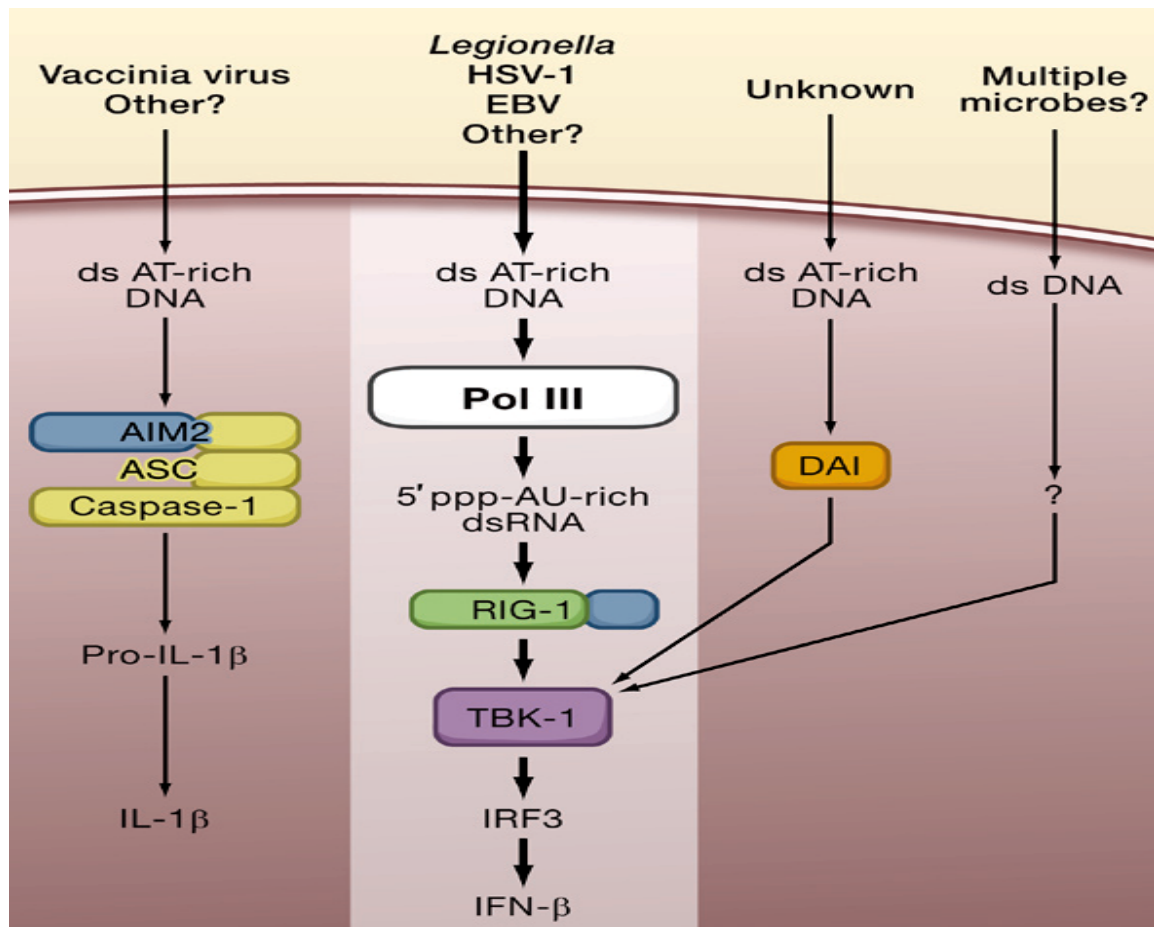 Vaccinia virus
Other?
ds AT-rich
DNA
AIM2
ASC
Caspase-1
Pro-IL-1β
IL-1β
Legionella
HSV-1
EBV
Other?
ds AT-rich
DNA
Pol III
5′ ppp-AU-rich
dsRNA
RIG-1
TBK-1
IRF3
IFN-β
Unknown
ds AT-rich
DNA
DAI
Multiple
microbes?
ds DNA
?